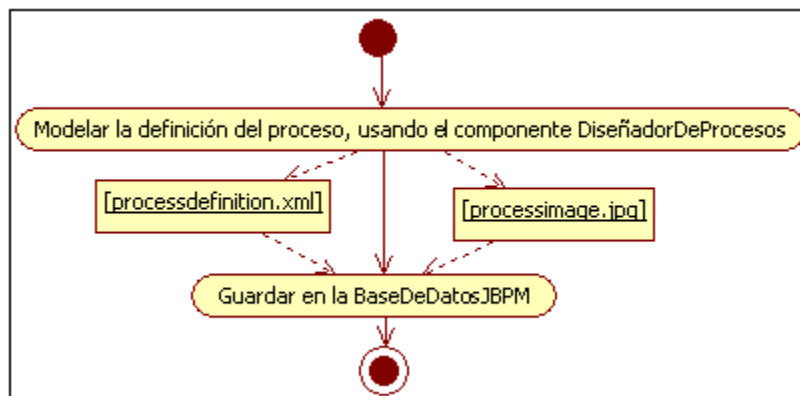 Modelar la definición del proceso, usando el componente DiseñadorDeProcesos
[processdefinition.xml]
[processimage.jpg]
Guardar en la BaseDeDatosJBPM